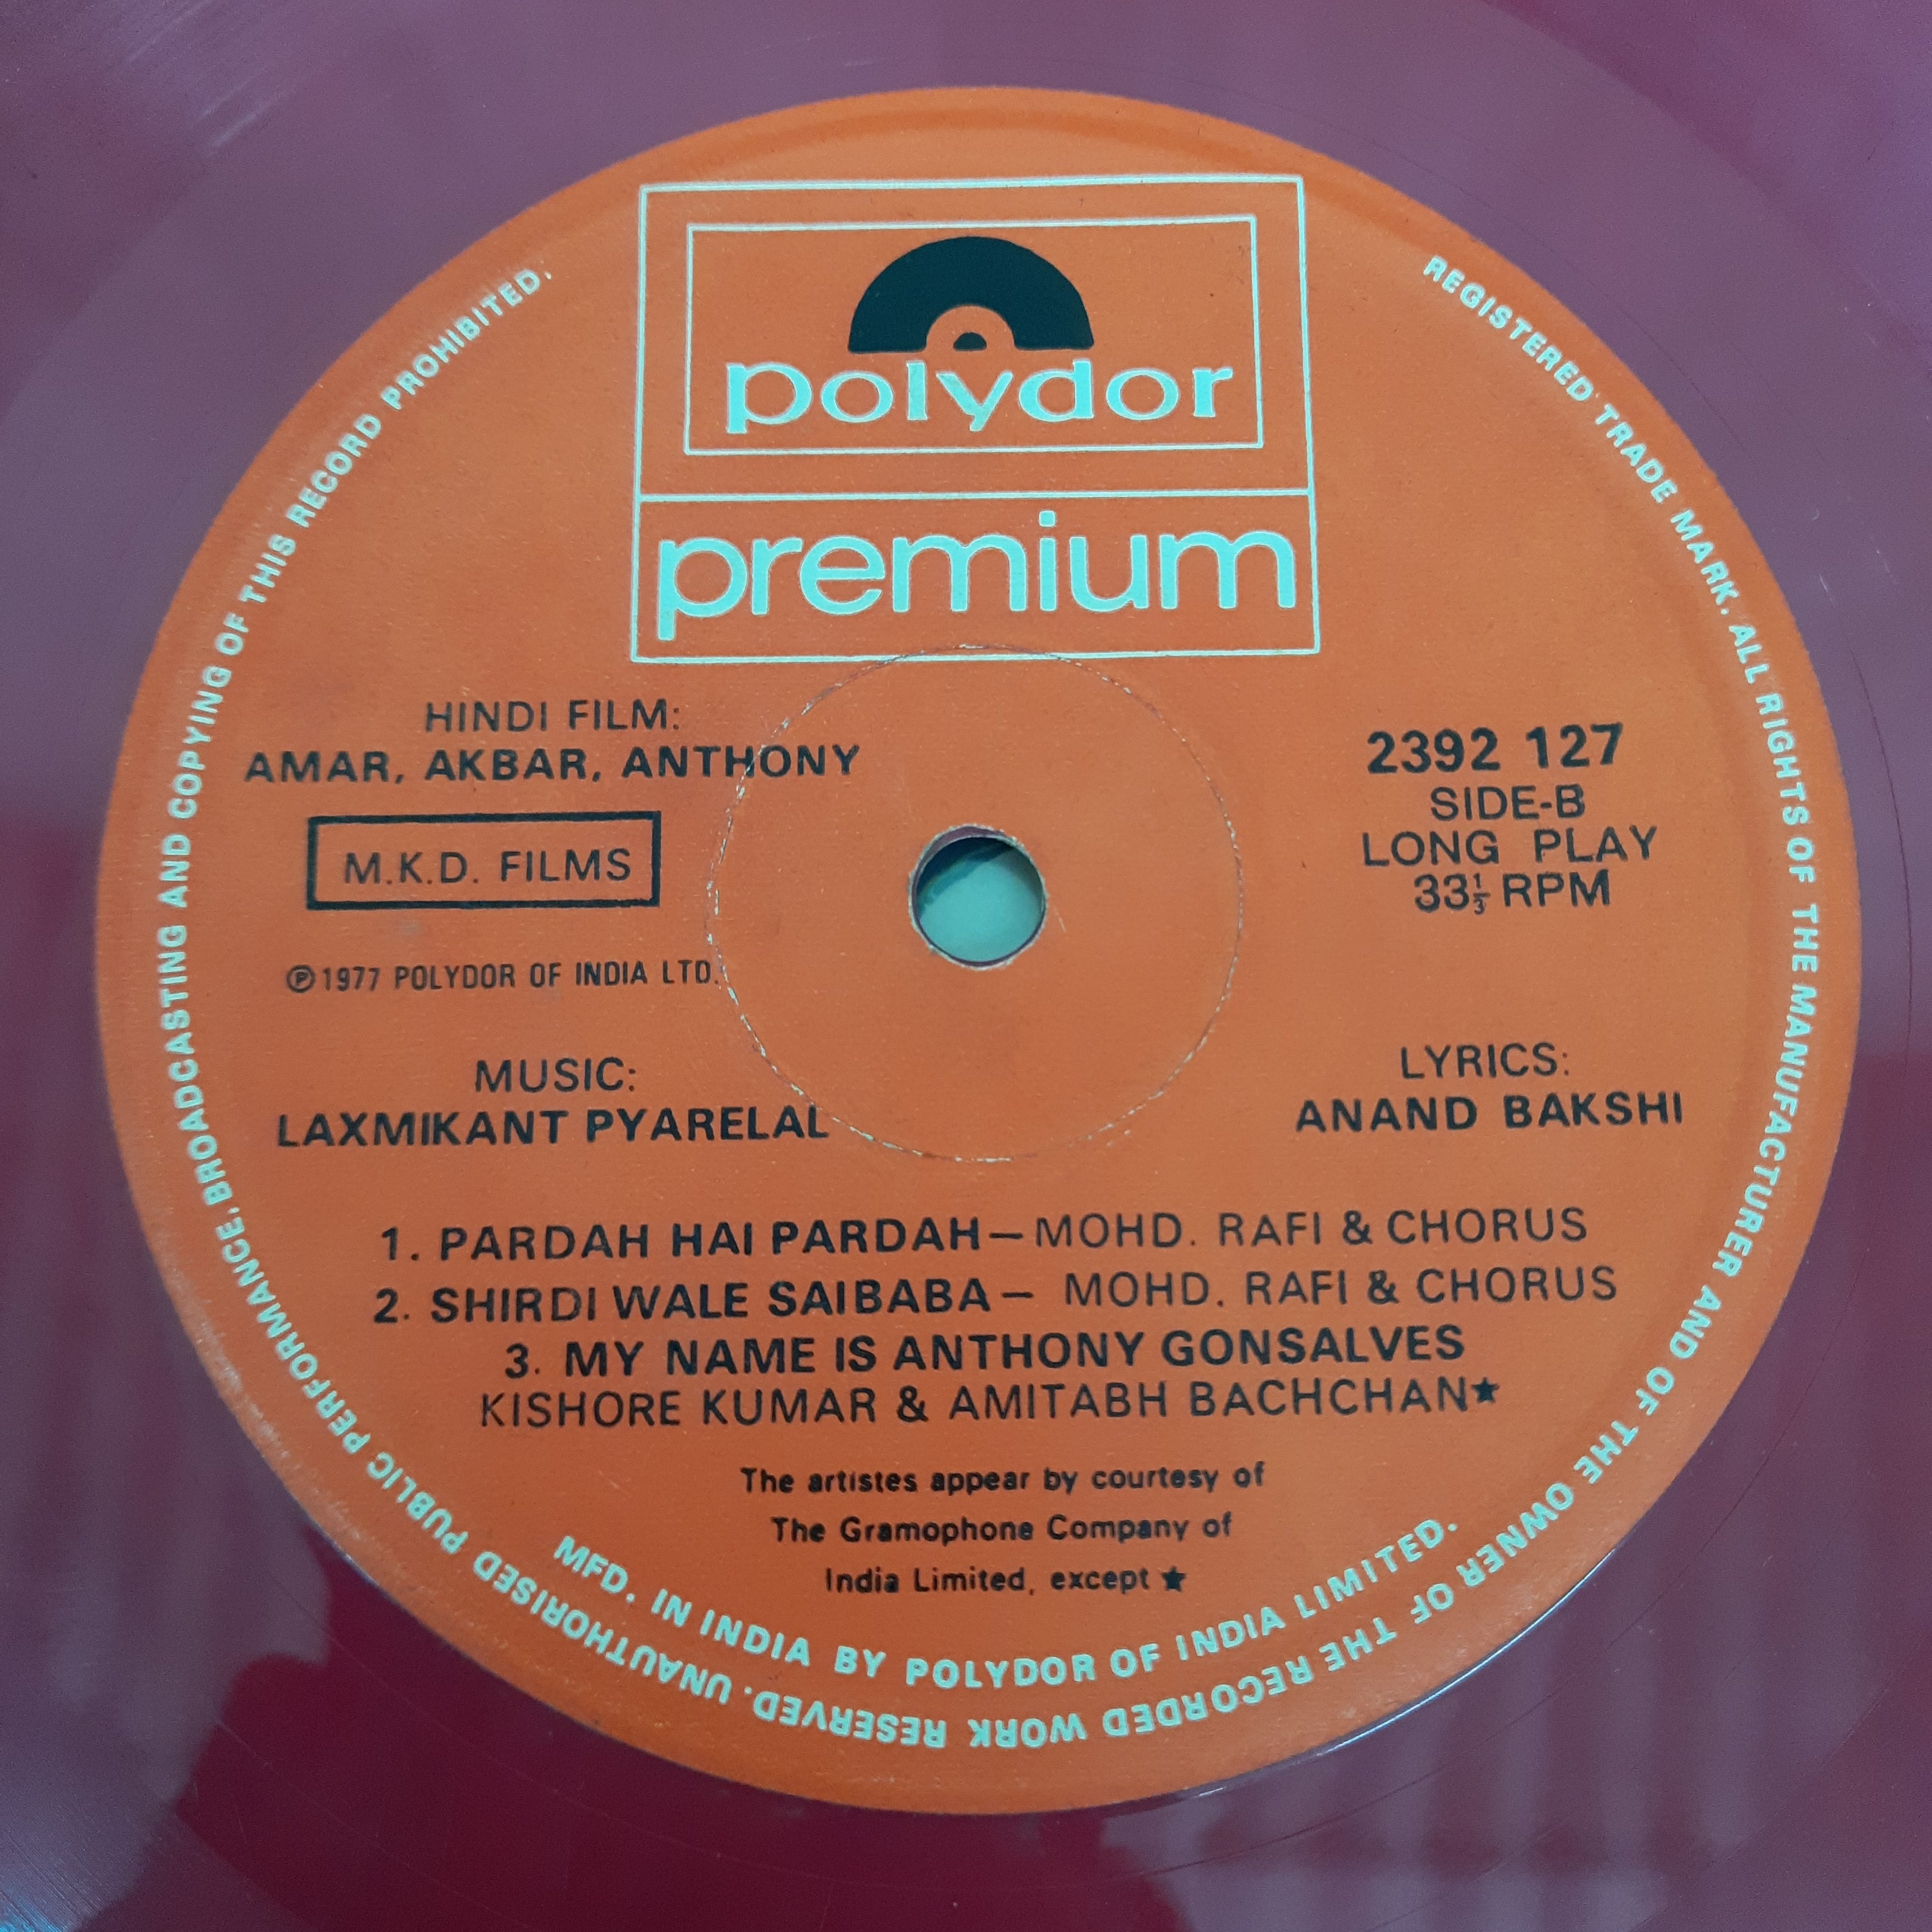 polydor
premium
HINDI FILM:
AMAR, AKBAR, ANTHONY
M.K.D. FILMS
℗1977 POLYDOR OF INDIA LTD.
2392 127
SIDE-B
LONG PLAY
33⅓ RPM
MUSIC:
LAXMIKANT PYARELAL
LYRICS:
ANAND BAKSHI
1. PARDAH HAI PARDAH—MOHD. RAFI & CHORUS
2. SHIRDI WALE SAIBABA— MOHD. RAFI & CHORUS
3. MY NAME IS ANTHONY GONSALVES
KISHORE KUMAR & AMITABH BACHCHAN★
The artistes appear by courtesy of
The Gramophone Company of
India Limited, except ★
MFD. IN INDIA BY POLYDOR OF INDIA LIMITED.
REGISTERED TRADE MARK. ALL RIGHTS OF THE MANUFACTURER AND OF THE OWNER OF THE RECORDED WORK RESERVED. UNAUTHORISED PUBLIC PERFORMANCE, BROADCASTING AND COPYING OF THIS RECORD PROHIBITED.